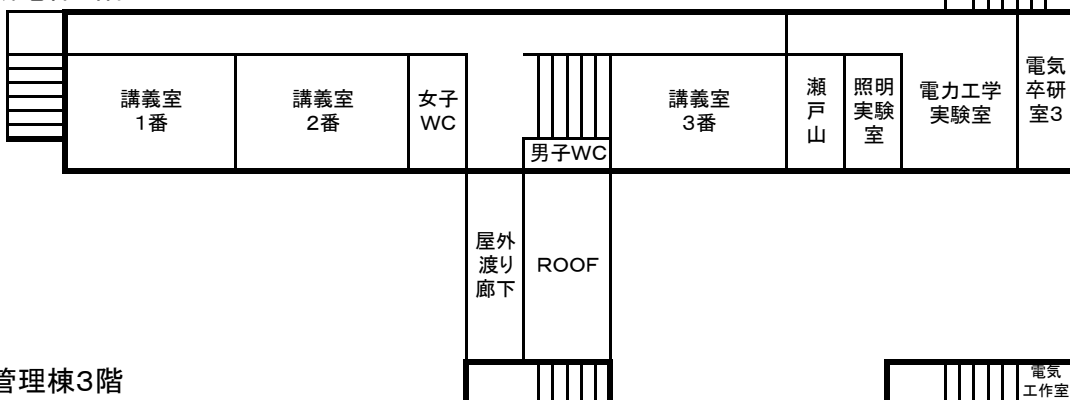 講義室
1番
講義室
2番
女子
WC
男子WC
講義室
3番
瀬
戸
山
照明
実験
室
電力工学
実験室
電気
卒研
室3
屋外
渡り
廊下
ROOF
管理棟3階
電気
工作室